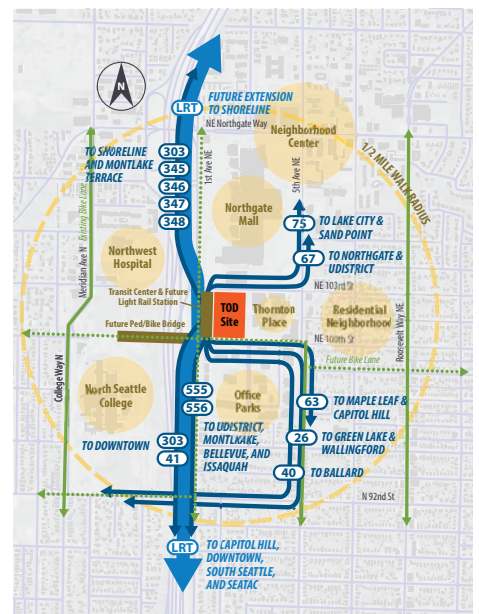 N
LRT
FUTURE EXTENSION
TO SHORELINE
NE Northgate Way
Neighborhood
Center
1/2 MILE WALK RADIUS
TO SHORELINE
AND MONTLAKE
TERRACE
303
345
346
347
348
1st Ave NE
5th Ave NE
Existing Bike Lane
Meridian Ave N
Northgate
Mall
75
TO LAKE CITY &
SAND POINT
67
TO NORTHGATE &
UDISTRICT
Northwest
Hospital
NE 103rd St
Transit Center & Future
Light Rail Station
TOD
Site
Thornton
Place
Residential
Neighborhood
Roosevelt Way NE
Future Ped/Bike Bridge
NE 100th St
Future Bike Lane
College Way N
North Seattle
College
555
556
Office
Parks
63
TO MAPLE LEAF &
CAPITOL HILL
TO DOWNTOWN
303
41
TO UDISTRICT,
MONTLAKE,
BELLEVUE, AND
ISSAQUAH
26
TO GREEN LAKE &
WALLINGFORD
40
TO BALLARD
N 92nd St
LRT
TO CAPITOL HILL,
DOWNTOWN,
SOUTH SEATTLE,
AND SEATAC